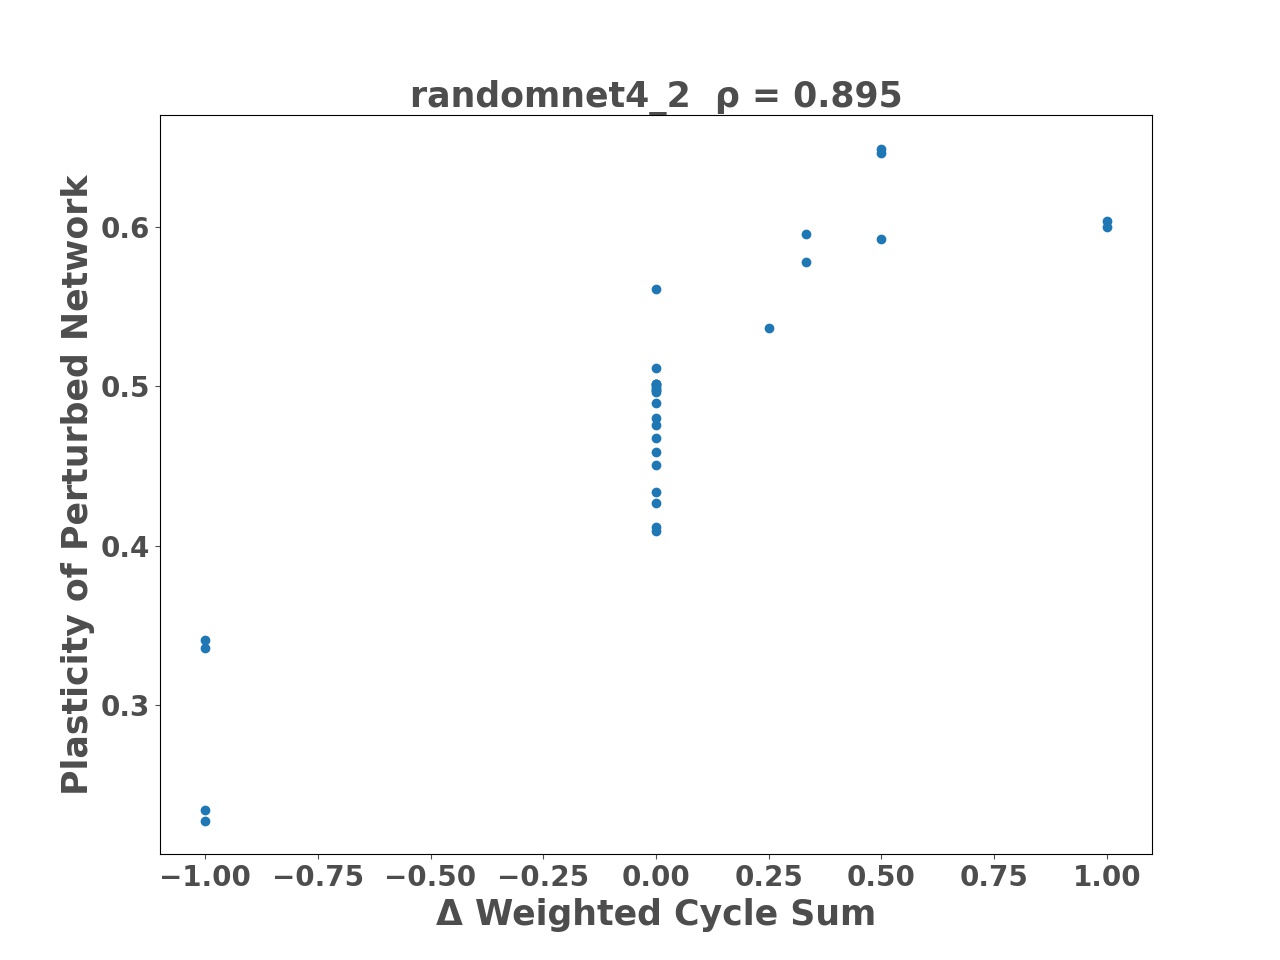 randomnet4_2  ρ = 0.895
Plasticity of Perturbed Network
0.6
0.5
0.4
0.3
−1.00 −0.75 −0.50 −0.25 0.00 0.25 0.50 0.75 1.00
Δ Weighted Cycle Sum